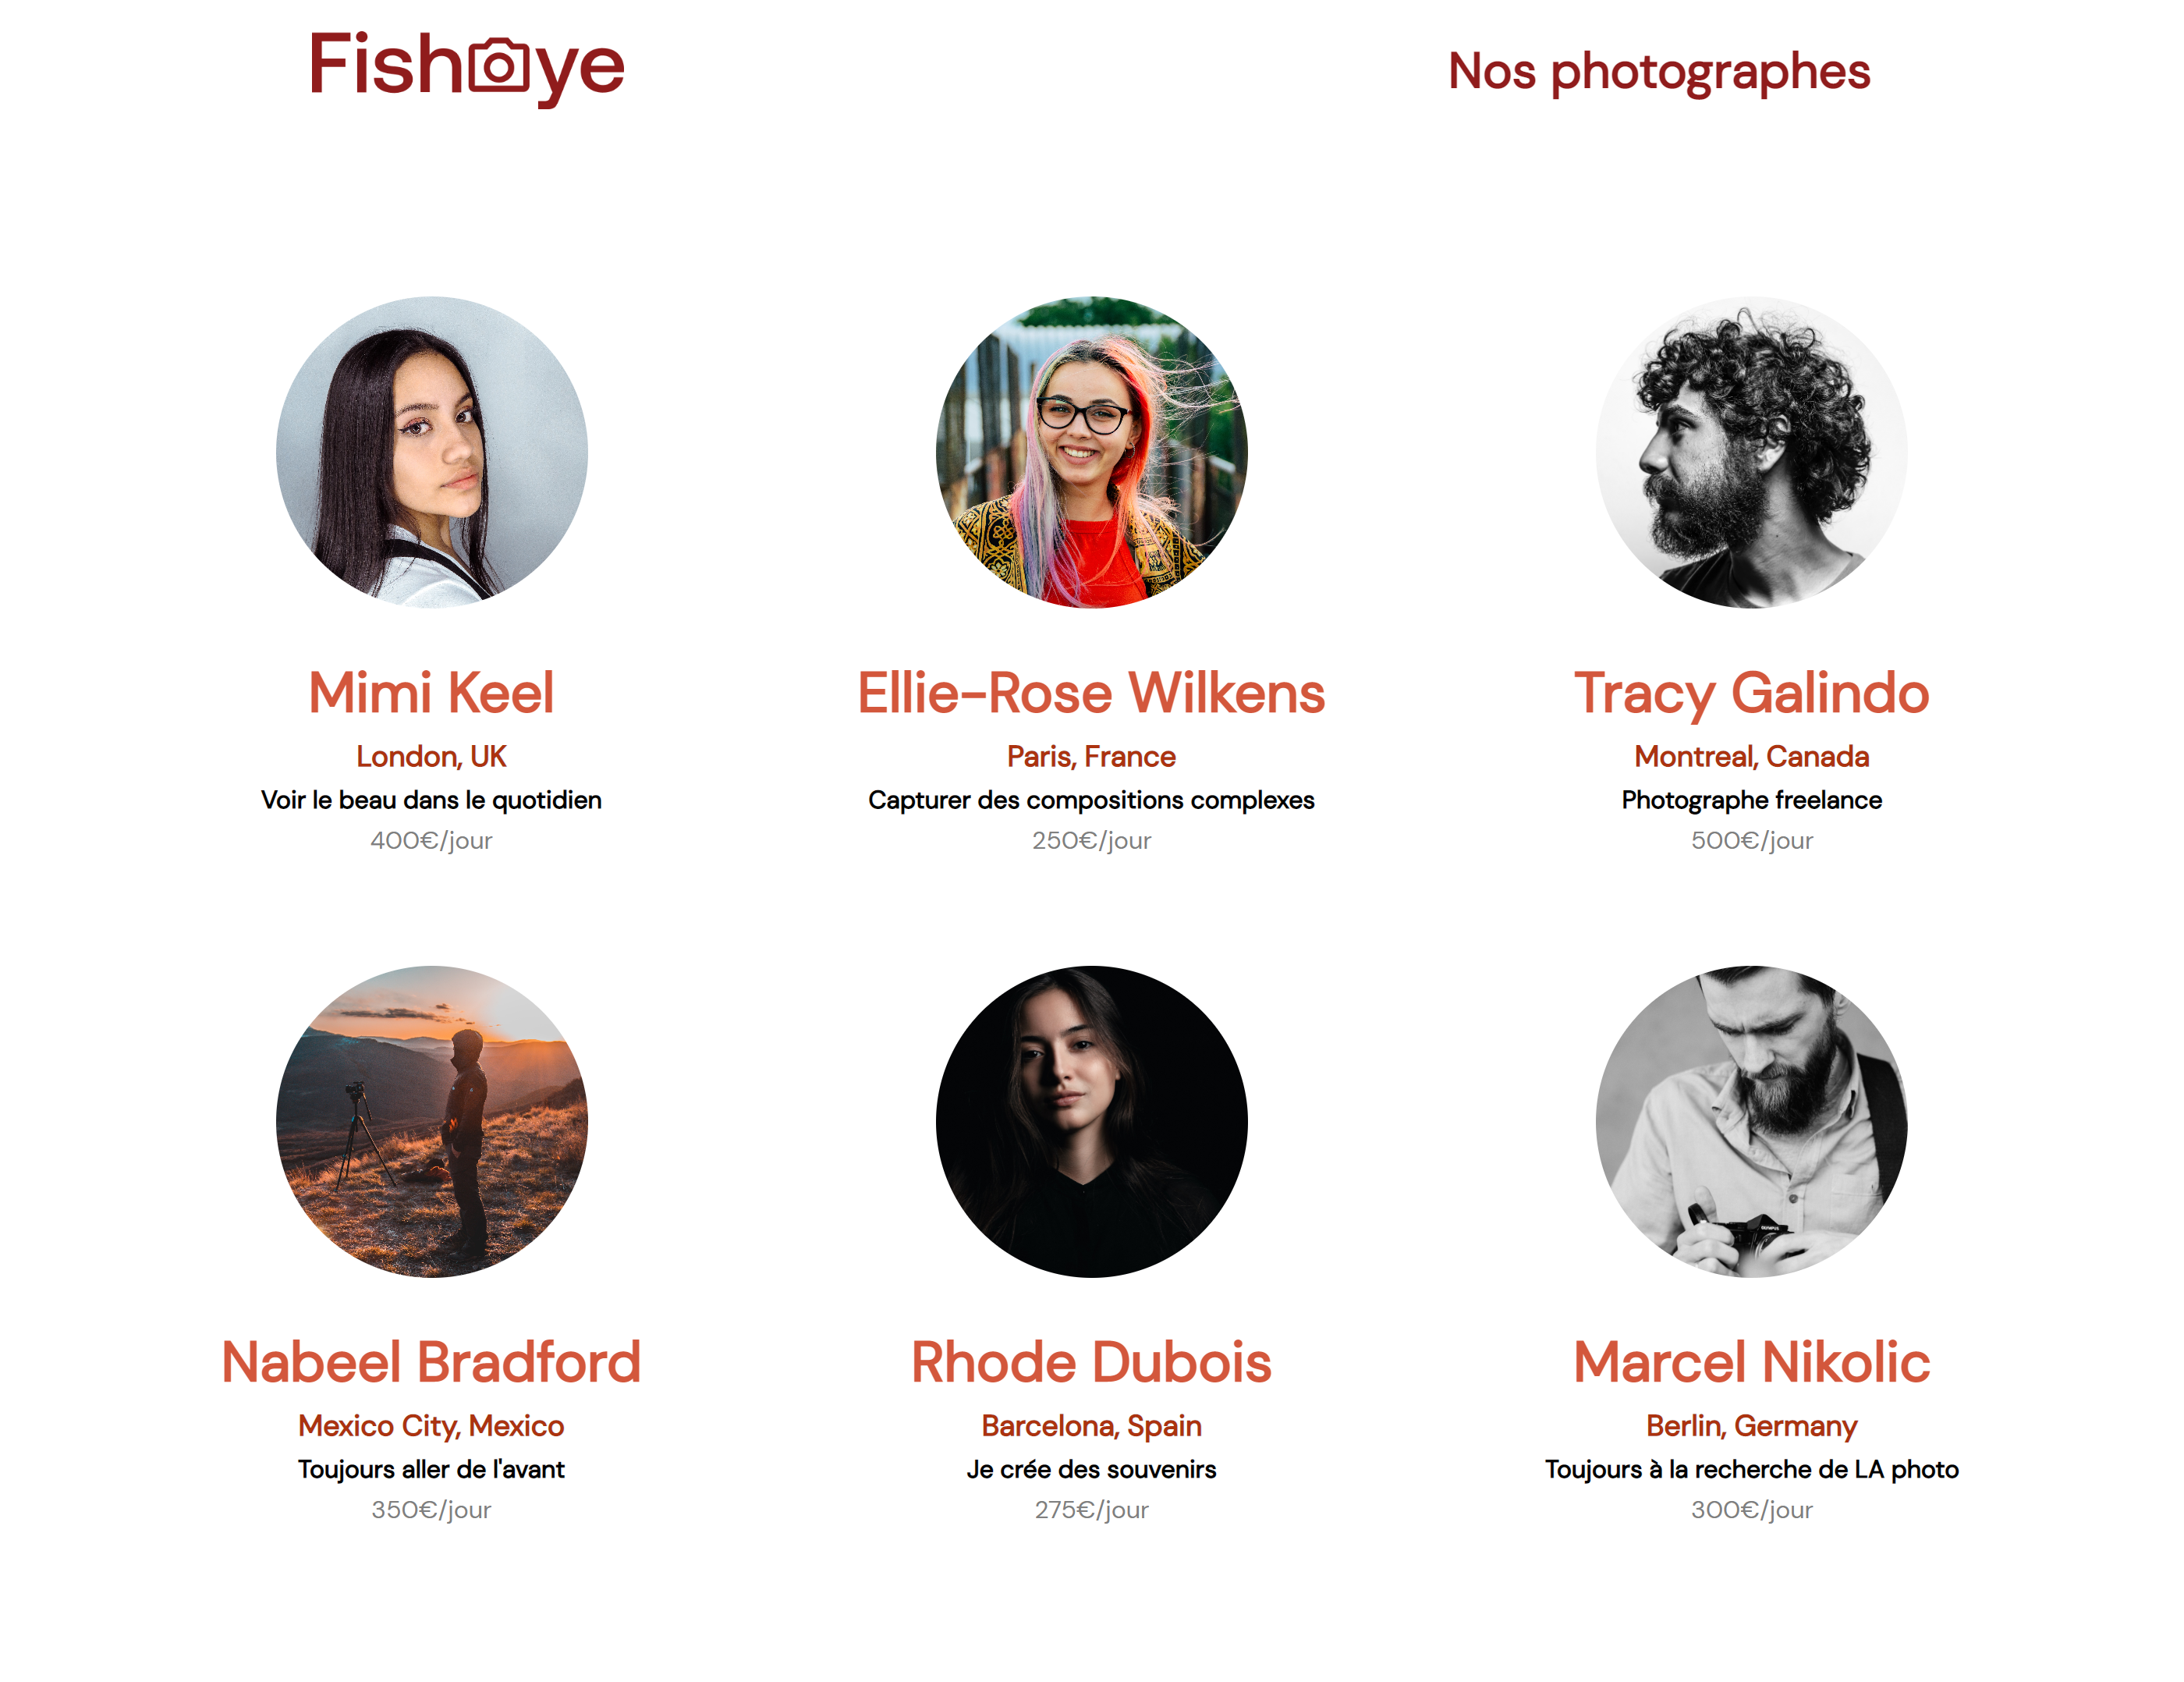 Fisheye
Nos photographes
Mimi Keel
London, UK
Voir le beau dans le quotidien
400€/jour
Ellie-Rose Wilkens
Paris, France
Capturer des compositions complexes
250€/jour
Tracy Galindo
Montreal, Canada
Photographe freelance
500€/jour
Nabeel Bradford
Mexico City, Mexico
Toujours aller de l'avant
350€/jour
Rhode Dubois
Barcelona, Spain
Je crée des souvenirs
275€/jour
Marcel Nikolic
Berlin, Germany
Toujours à la recherche de LA photo
300€/jour
OLYMPUS